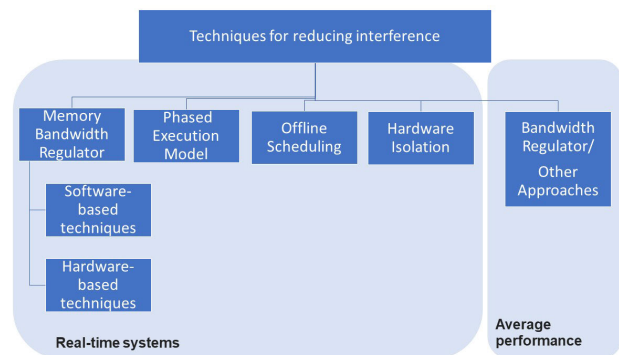 Techniques for reducing interference
Memory
Bandwidth
Regulator
Phased
Execution
Model
Offline
Scheduling
Hardware
Isolation
Bandwidth
Regulator/
Other
Approaches
Software-
based
techniques
Hardware-
based
techniques
Real-time systems
Average
performance